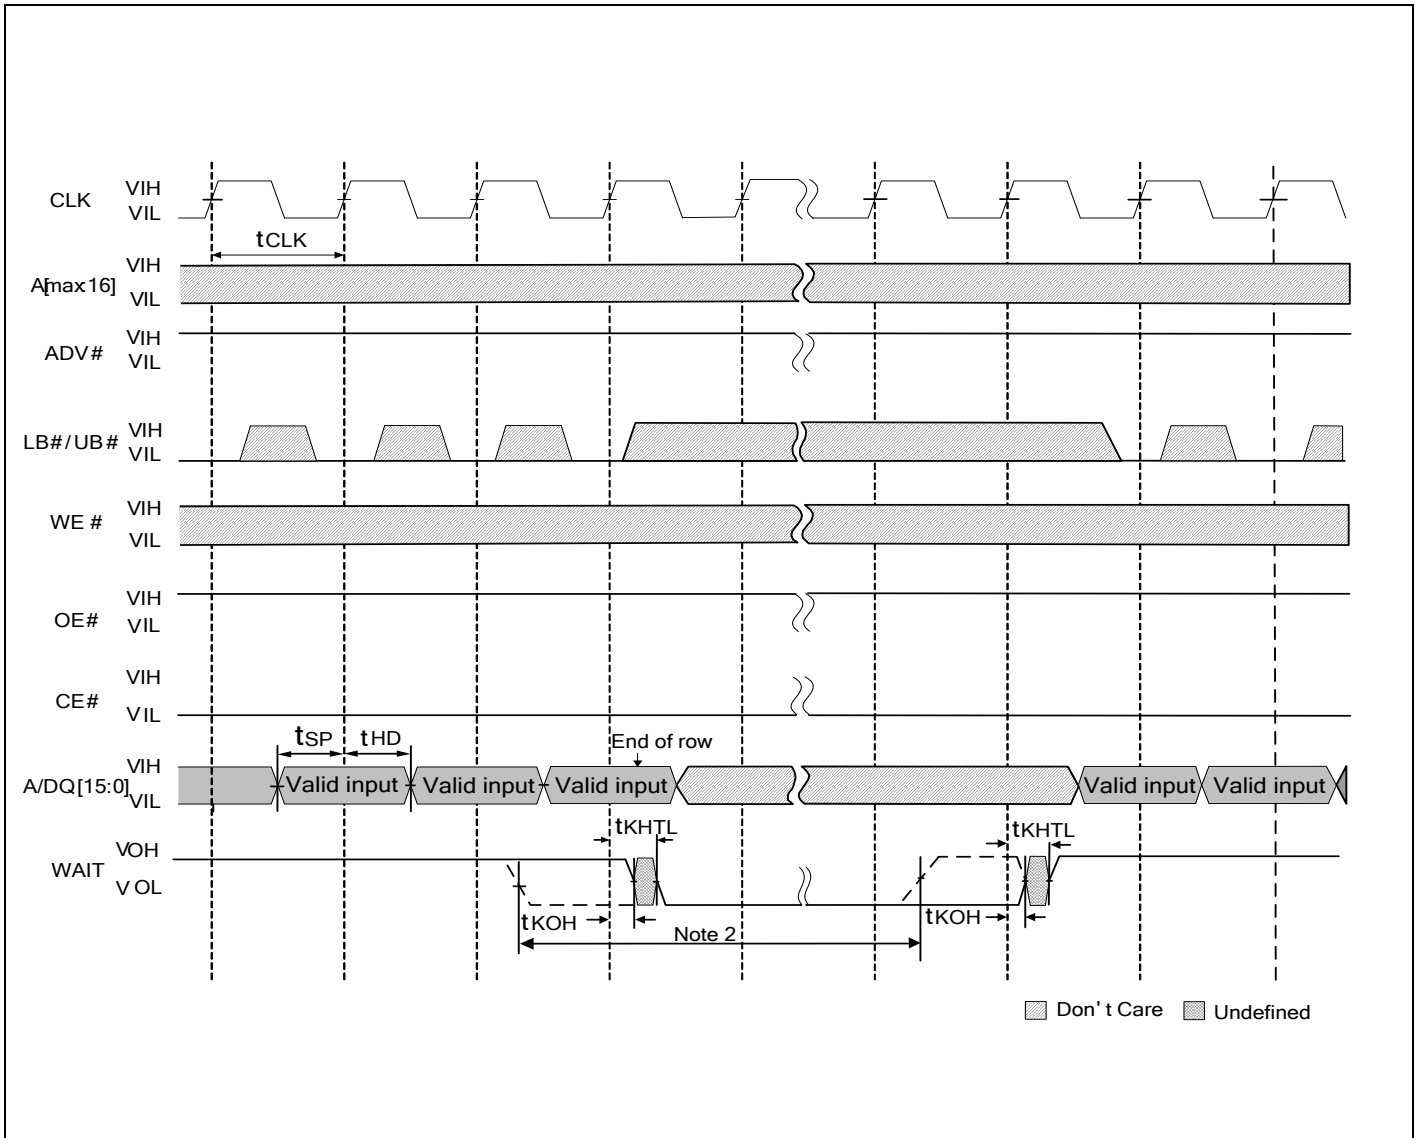 CLK VIH
VIL
tCLK
A[max16] VIH
VIL
ADV# VIH
VIL
LB#/UB# VIH
VIL
WE # VIH
VIL
OE# VIH
VIL
CE# VIH
VIL
tSP tHD End of row
A/DQ[15:0] VIH
VIL
Valid input Valid input Valid input Valid input Valid input
tKHTL tKHTL
WAIT VOH
VOL
tKOH Note 2 tKOH
Don't Care Undefined